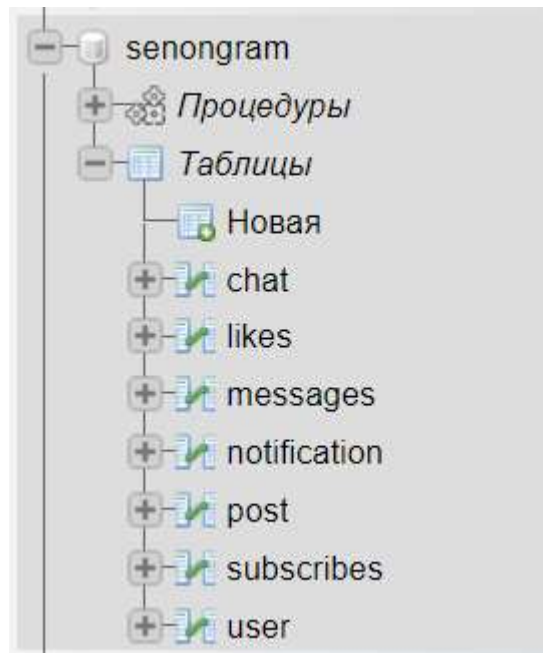 senongram
Процедуры
Таблицы
Новая
chat
likes
messages
notification
post
subscribes
user